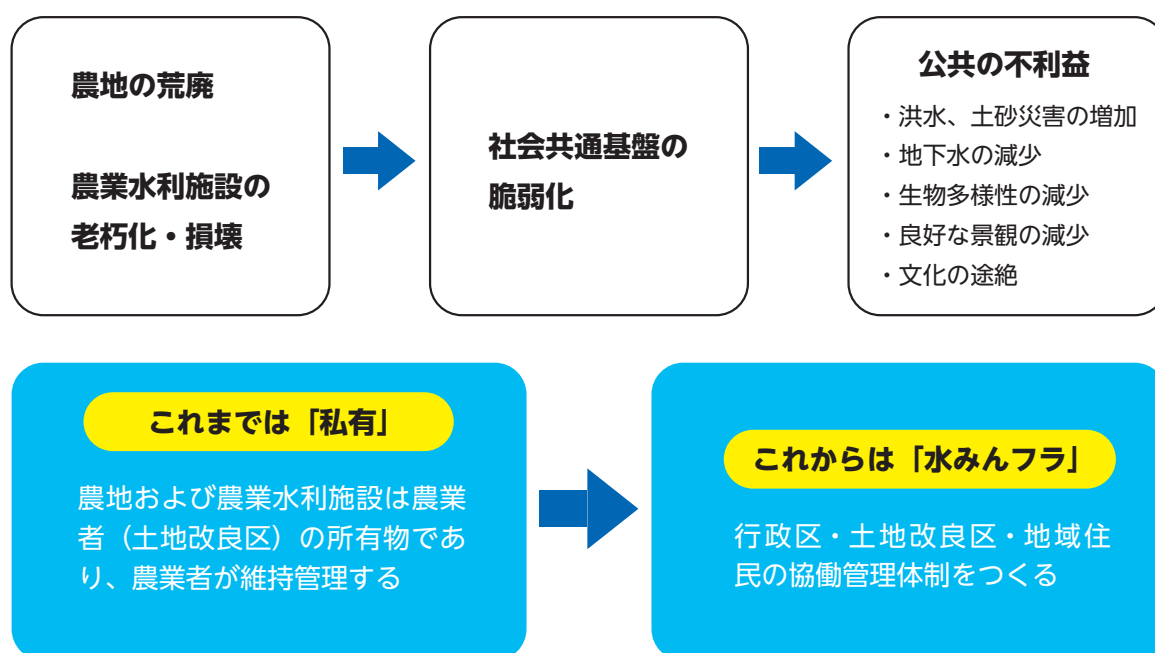 農地の荒廃
農業水利施設の
老朽化・損壊
社会共通基盤の
脆弱化
公共の不利益
・洪水、土砂災害の増加
・地下水の減少
・生物多様性の減少
・良好な景観の減少
・文化の途絶
これまでは「私有」
農地および農業水利施設は農業
者（土地改良区）の所有物であ
り、農業者が維持管理する
これからは「水みんフラ」
行政区・土地改良区・地域住
民の協働管理体制をつくる